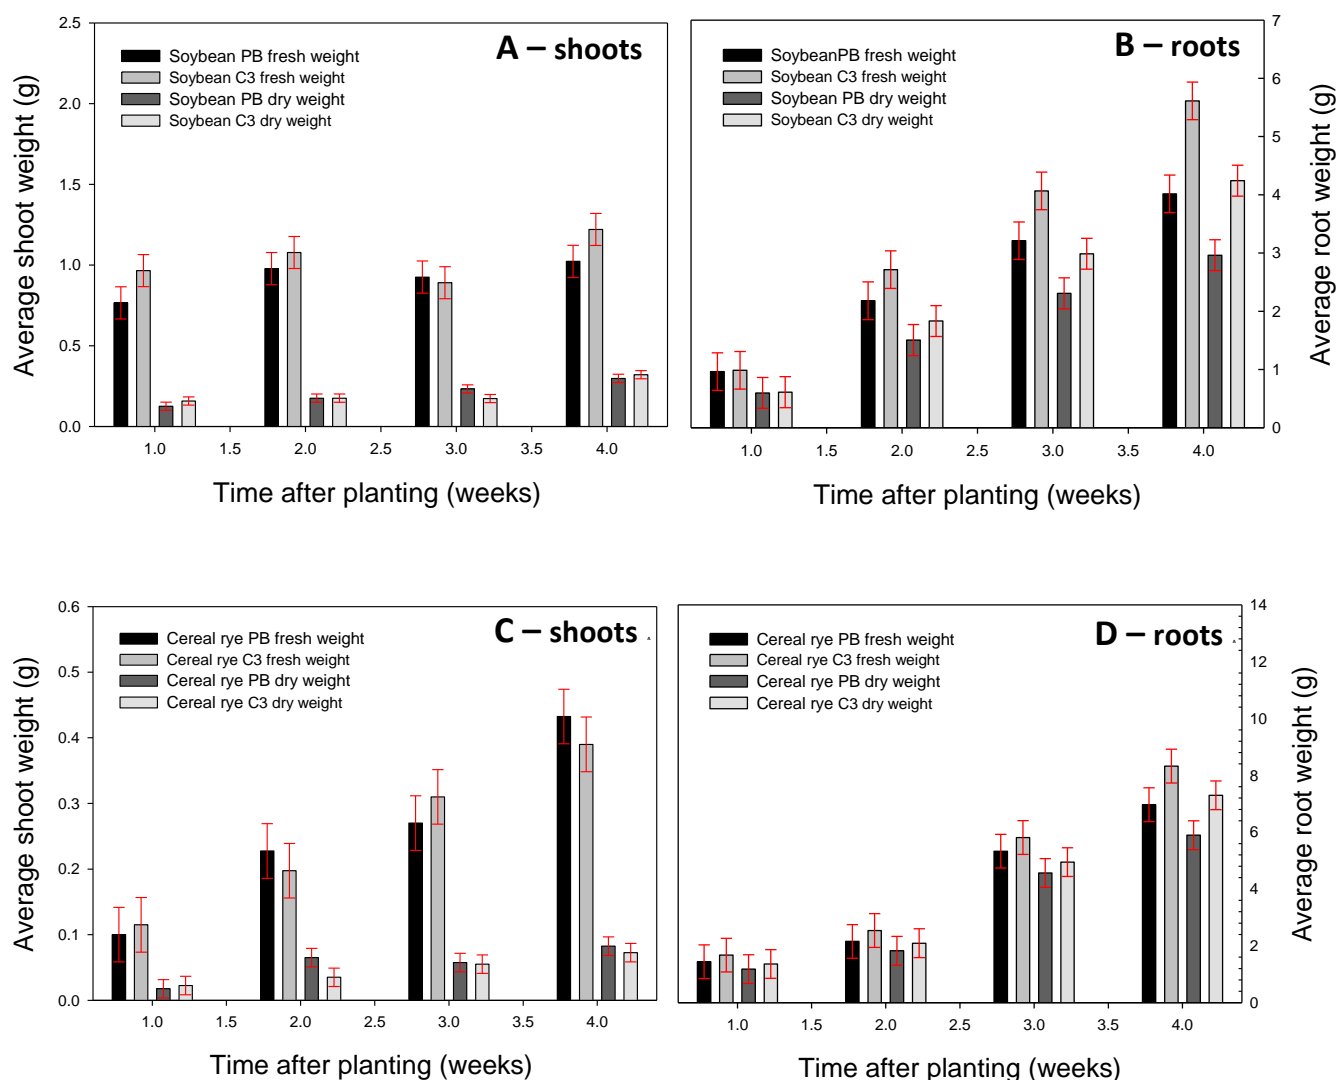 A – shoots
Soybean PB fresh weight
Soybean C3 fresh weight
Soybean PB dry weight
Soybean C3 dry weight
Average shoot weight (g)
2.5
2.0
1.5
1.0
0.5
0.0
1.0 1.5 2.0 2.5 3.0 3.5 4.0
Time after planting (weeks)
B – roots
SoybeanPB fresh weight
Soybean C3 fresh weight
Soybean PB dry weight
Soybean C3 dry weight
7
6
5
4
3
2
1
0
Average root weight (g)
1.0 1.5 2.0 2.5 3.0 3.5 4.0
Time after planting (weeks)
C – shoots
Cereal rye PB fresh weight
Cereal rye C3 fresh weight
Cereal rye PB dry weight
Cereal rye C3 dry weight
Average shoot weight (g)
0.6
0.5
0.4
0.3
0.2
0.1
0.0
1.0 1.5 2.0 2.5 3.0 3.5 4.0
Time after planting (weeks)
D – roots
Cereal rye PB fresh weight
Cereal rye C3 fresh weight
Cereal rye PB dry weight
Cereal rye C3 dry weight
14
12
10
8
6
4
2
0
Average root weight (g)
1.0 1.5 2.0 2.5 3.0 3.5 4.0
Time after planting (weeks)